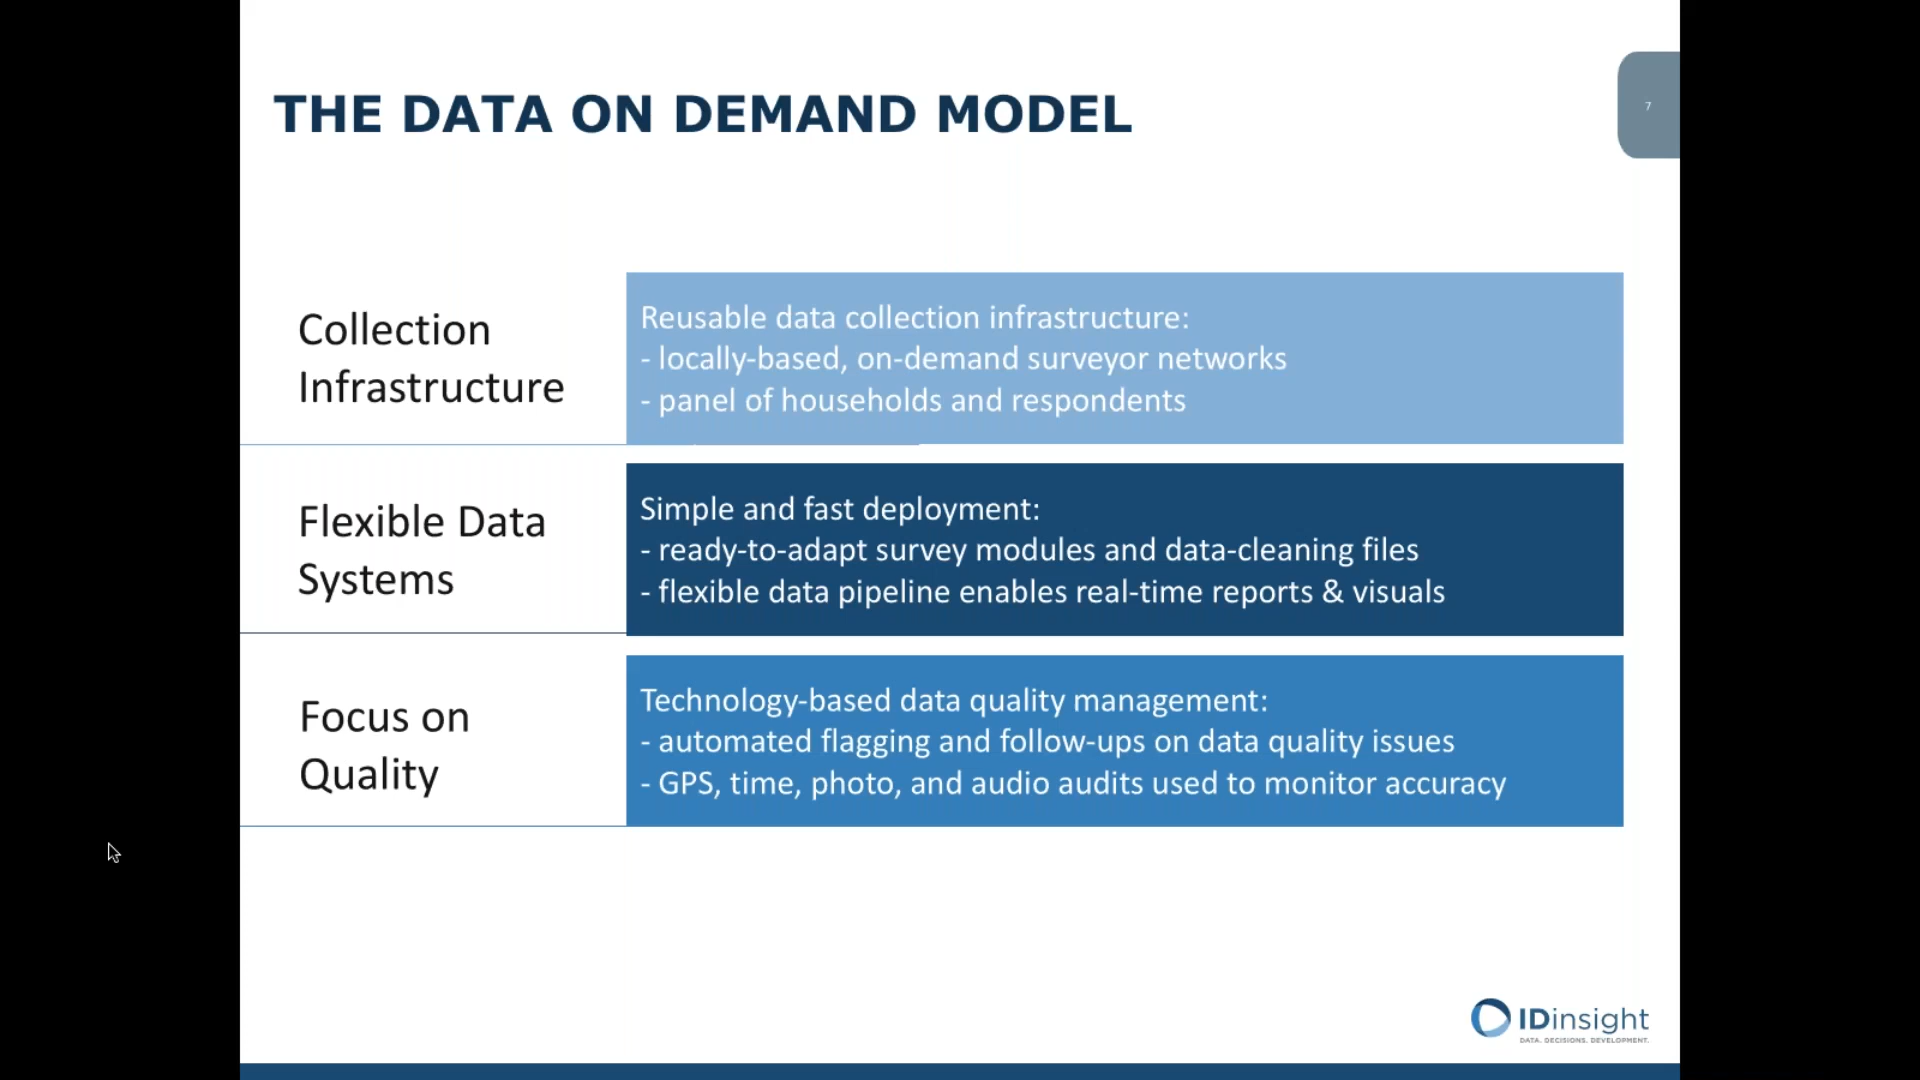 THE DATA ON DEMAND MODEL
7
Collection
Infrastructure
Reusable data collection infrastructure:
- locally-based, on-demand surveyor networks
- panel of households and respondents
Flexible Data
Systems
Simple and fast deployment:
- ready-to-adapt survey modules and data-cleaning files
- flexible data pipeline enables real-time reports & visuals
Focus on
Quality
Technology-based data quality management:
- automated flagging and follow-ups on data quality issues
- GPS, time, photo, and audio audits used to monitor accuracy
IDinsight
DATA. DECISIONS. DEVELOPMENT.